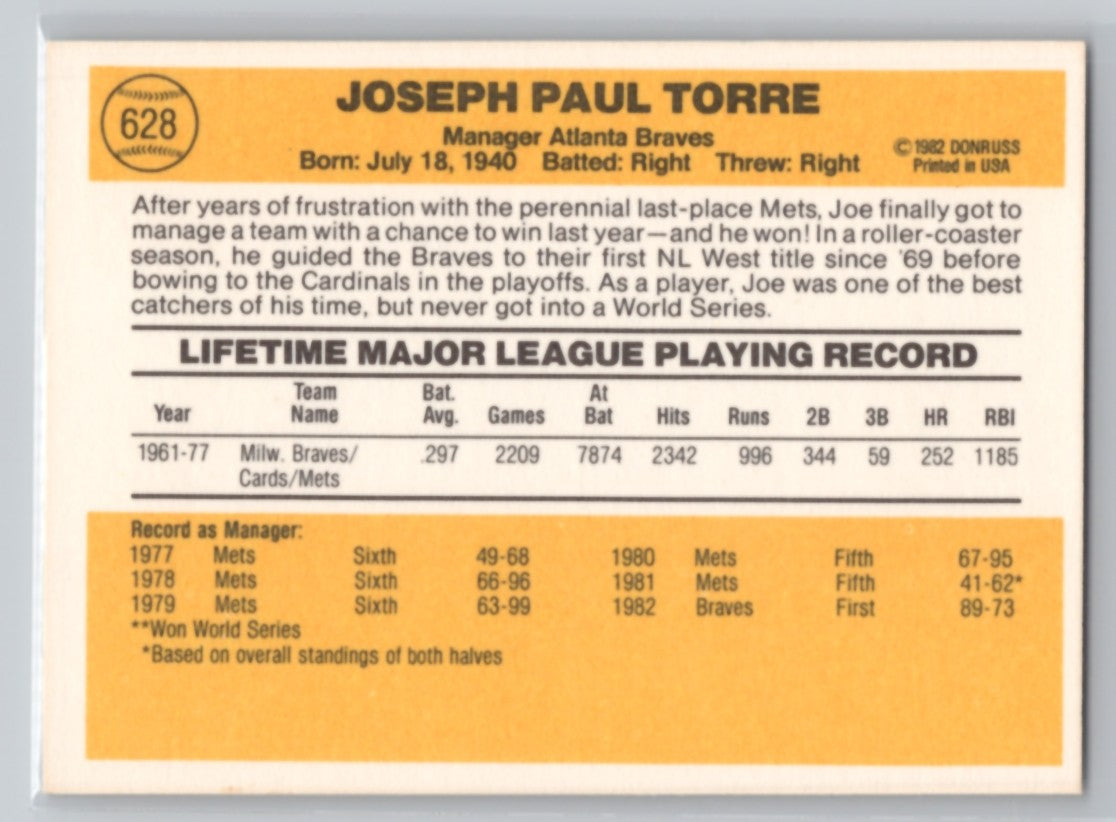 628
JOSEPH PAUL TORRE
Manager Atlanta Braves
Born: July 18, 1940 Batted: Right Threw: Right
© 1982 DONRUSS
Printed in USA
After years of frustration with the perennial last-place Mets, Joe finally got to
manage a team with a chance to win last year—and he won! In a roller-coaster
season, he guided the Braves to their first NL West title since '69 before
bowing to the Cardinals in the playoffs. As a player, Joe was one of the best
catchers of his time, but never got into a World Series.
LIFETIME MAJOR LEAGUE PLAYING RECORD
Year Team Name Bat. Avg. Games At Bat Hits Runs 2B 3B HR RBI
1961-77 Milw. Braves/ .297 2209 7874 2342 996 344 59 252 1185
Cards/Mets
Record as Manager:
1977 Mets Sixth 49-68 1980 Mets Fifth 67-95
1978 Mets Sixth 66-96 1981 Mets Fifth 41-62*
1979 Mets Sixth 63-99 1982 Braves First 89-73
**Won World Series
*Based on overall standings of both halves